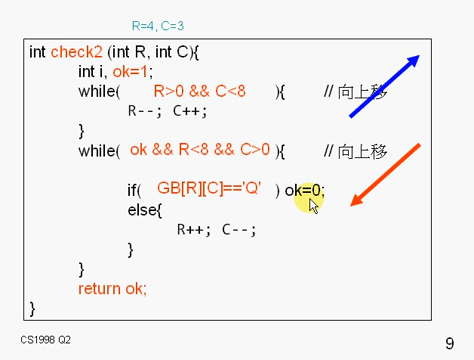 R=4, C=3
int check2 (int R, int C){
int i, ok=1;
while( R>0 && C<8 ){ // 向上移
R--; C++;
}
while( ok && R<8 && C>0 ){ // 向上移
if( GB[R][C]=='Q' ) ok=0;
else{
R++; C--;
}
}
return ok;
}
CS1998 Q2
9